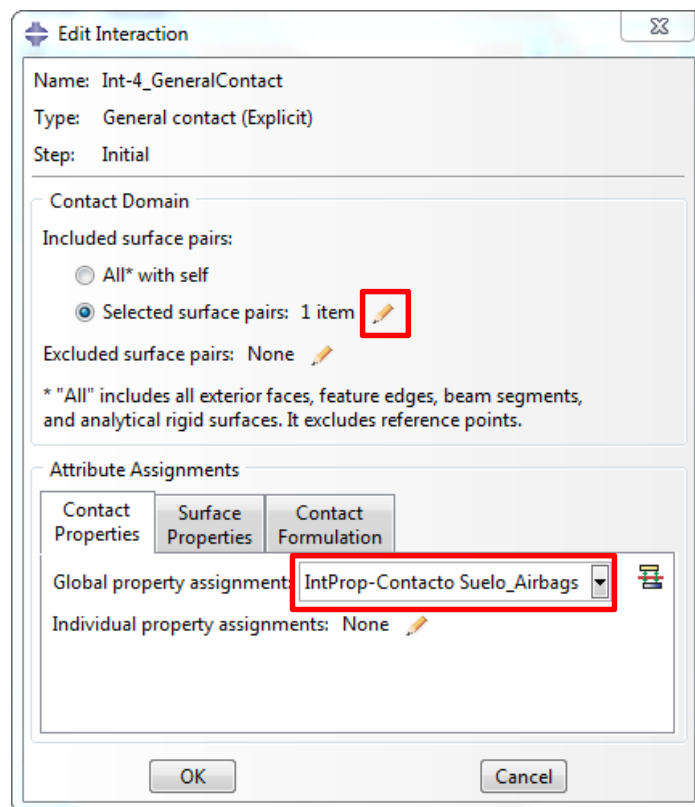 Edit Interaction
Name: Int-4_GeneralContact
Type: General contact (Explicit)
Step: Initial
Contact Domain
Included surface pairs:
All* with self
Selected surface pairs: 1 item
Excluded surface pairs: None
* "All" includes all exterior faces, feature edges, beam segments,
and analytical rigid surfaces. It excludes reference points.
Attribute Assignments
Contact Properties
Surface Properties
Contact Formulation
Global property assignment: IntProp-Contacto Suelo_Airbags
Individual property assignments: None
OK
Cancel